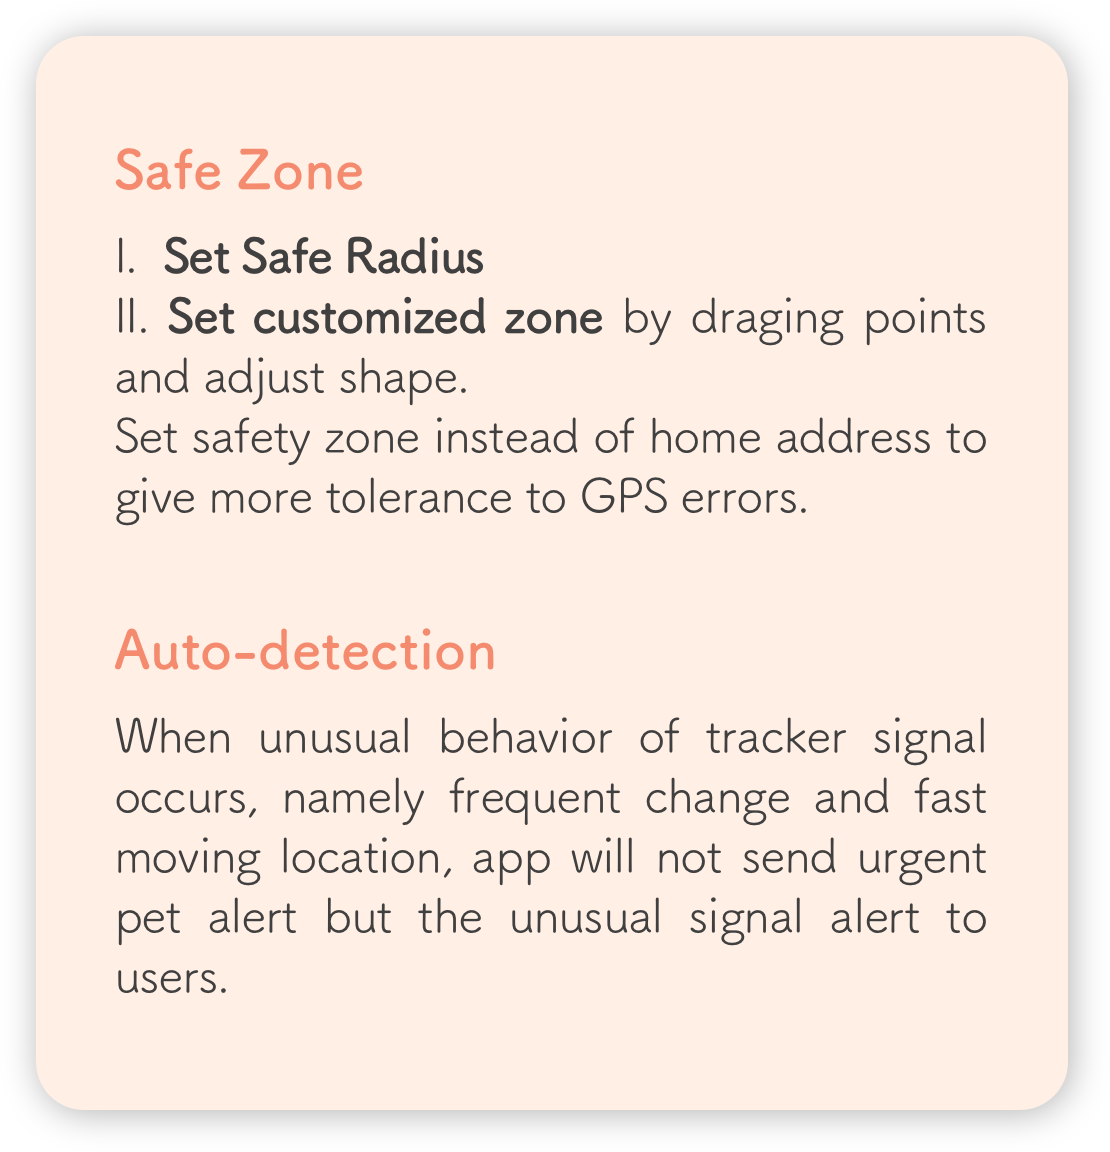 Safe Zone
I. Set Safe Radius
II. Set customized zone by draging points
and adjust shape.
Set safety zone instead of home address to
give more tolerance to GPS errors.
Auto-detection
When unusual behavior of tracker signal
occurs, namely frequent change and fast
moving location, app will not send urgent
pet alert but the unusual signal alert to
users.